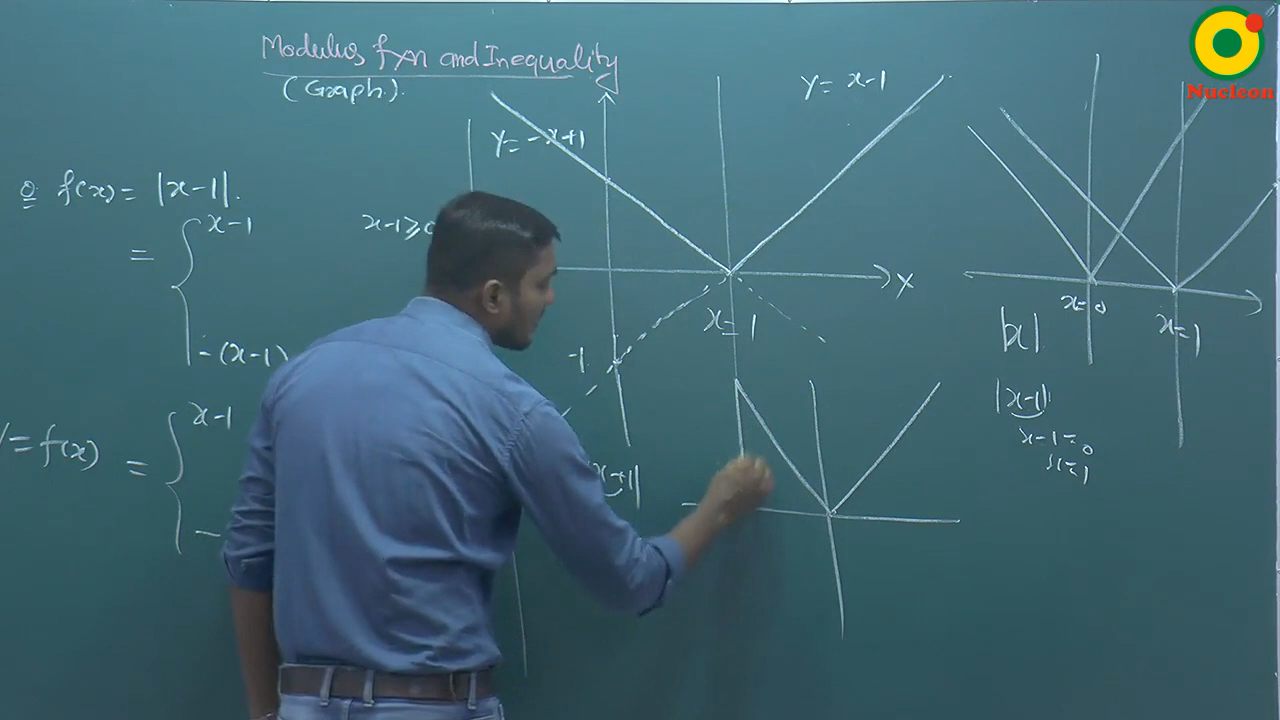 Modulus fxn and Inequality
(Graph).
Q. f(x) = |x-1|.
= { x-1 x-1 ≥ 0
-(x-1)
Y = f(x) = { x-1
-
Y = -x+1
Y = x-1
X
x = 1
-1
x+1|
x=0
x=1
|x|
|x-1|
x-1=0
x=1
Nucleon